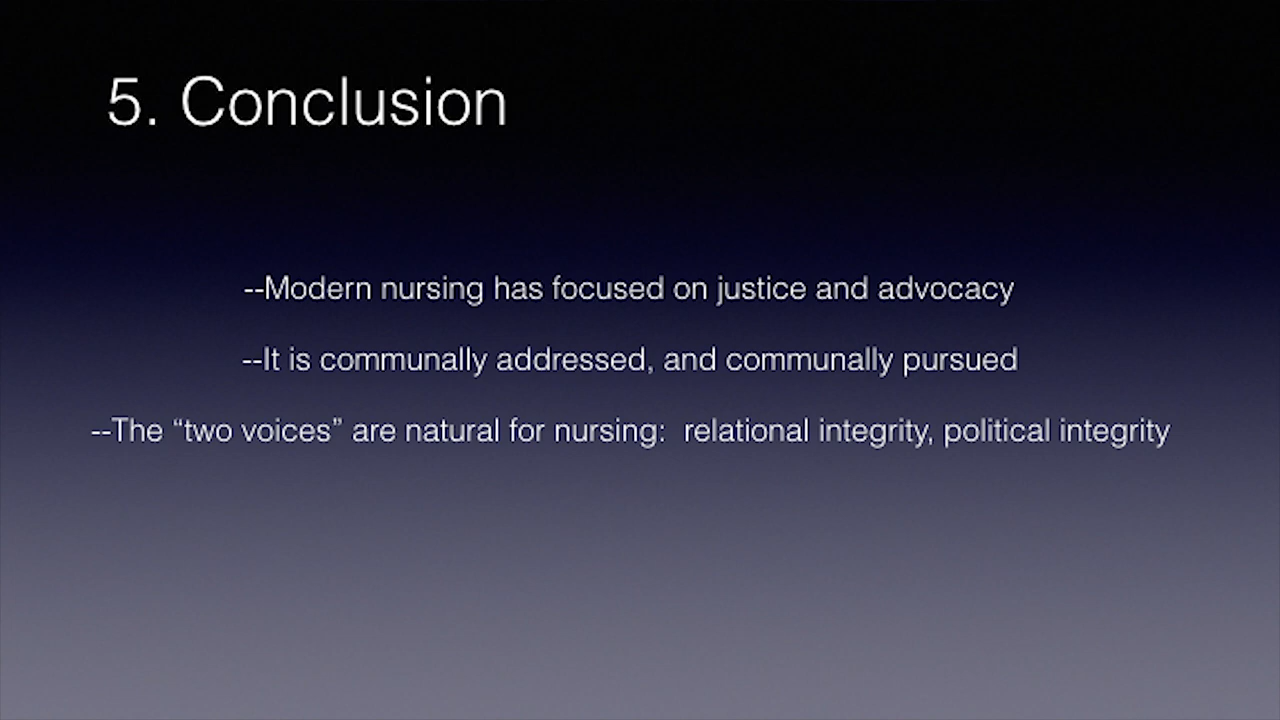 5. Conclusion
--Modern nursing has focused on justice and advocacy
--It is communally addressed, and communally pursued
--The “two voices” are natural for nursing:  relational integrity, political integrity